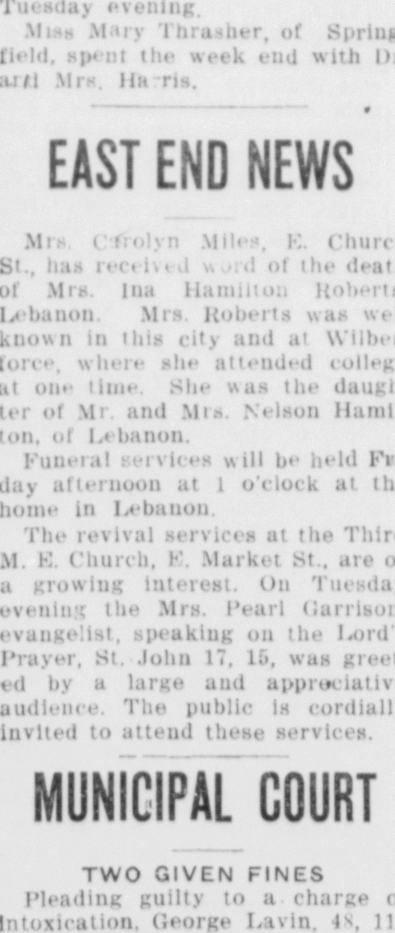 Tuesday evening.
Miss Mary Thrasher, of Spring
field, spent the week end with D
and Mrs. Harris.
EAST END NEWS
Mrs. Carolyn Miles, E. Churc
St., has received word of the deat
of Mrs. Ina Hamilton Robert
Lebanon. Mrs. Roberts was we
known in this city and at Wilbe
force, where she attended colleg
at one time. She was the daugh
ter of Mr. and Mrs. Nelson Hami
ton, of Lebanon.
Funeral services will be held Fr
day afternoon at 1 o'clock at th
home in Lebanon.
The revival services at the Thir
M. E. Church, E. Market St., are o
a growing interest. On Tuesda
evening the Mrs. Pearl Garrison
evangelist, speaking on the Lord'
Prayer, St. John 17, 15, was greet
ed by a large and appreciativ
audience. The public is cordiall
invited to attend these services.
MUNICIPAL COURT
TWO GIVEN FINES
Pleading guilty to a charge o
Intoxication, George Lavin, 48, 11